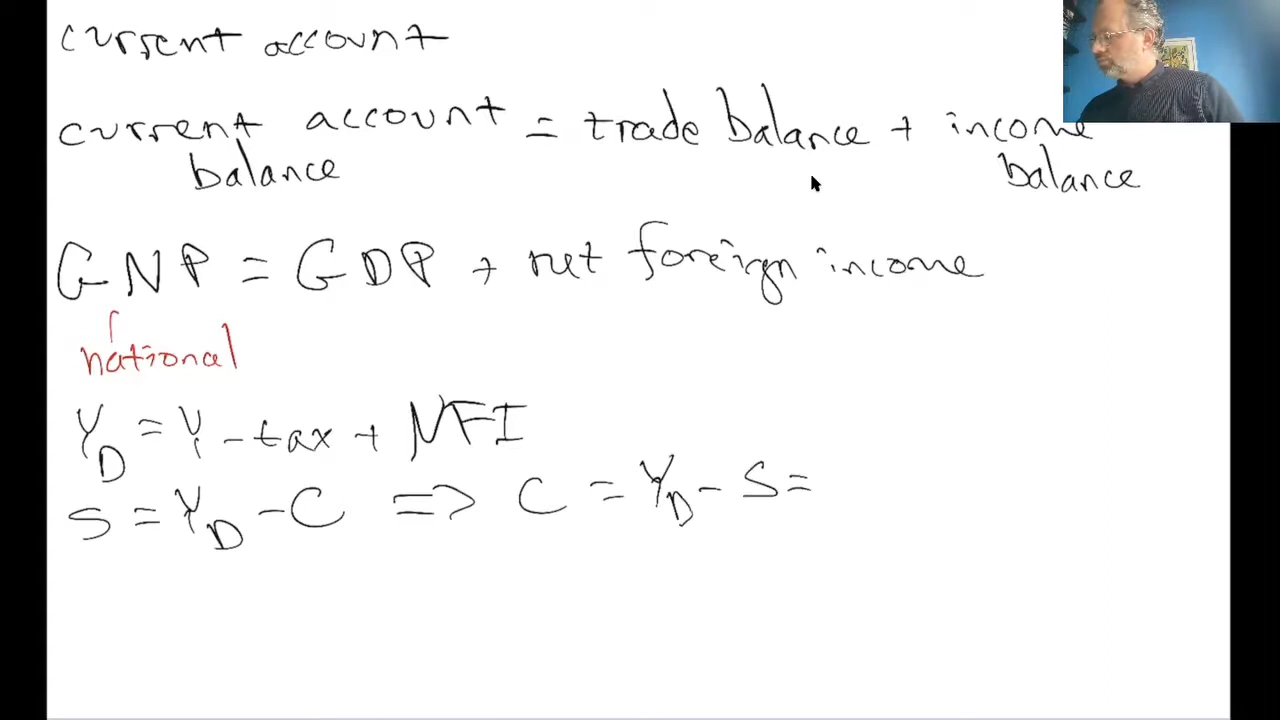 current account
current account = trade balance + income
balance balance
GNP = GDP + net foreign income
national
Y_D = Y - tax + NFI
S = Y_D - C => C = Y_D - S =